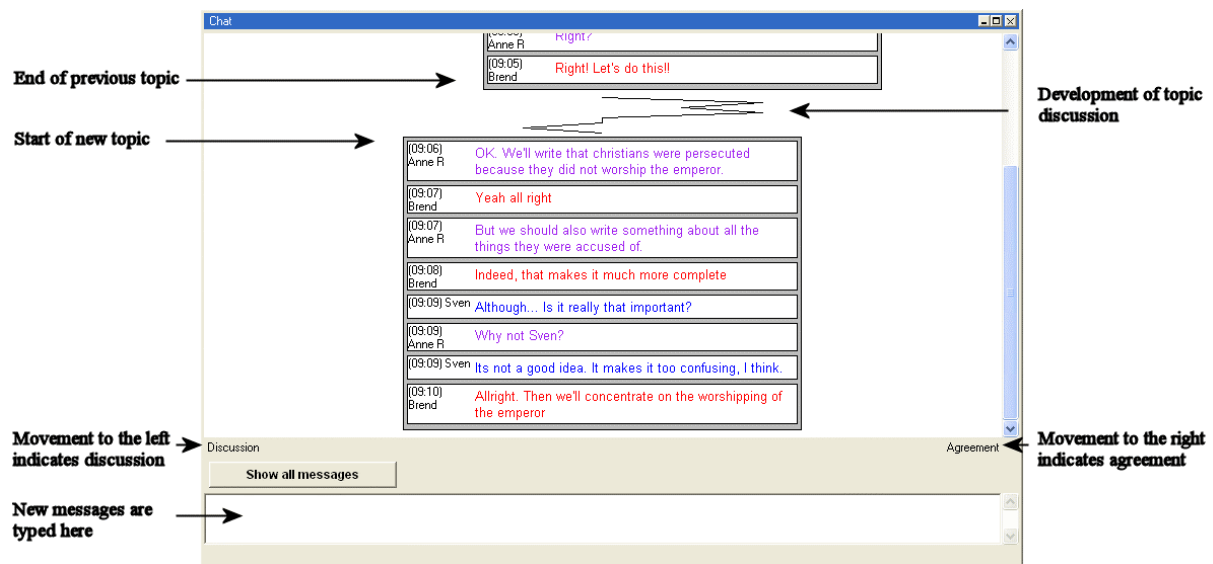 Chat
Anne R
Right?
End of previous topic
(09:05)
Brend
Right! Let's do this!!
Development of topic
discussion
Start of new topic
(09:06)
Anne R
OK. We'll write that christians were persecuted
because they did not worship the emperor.
(09:07)
Brend
Yeah all right
(09:07)
Anne R
But we should also write something about all the
things they were accused of.
(09:08)
Brend
Indeed, that makes it much more complete
(09:09) Sven
Although... Is it really that important?
(09:09)
Anne R
Why not Sven?
(09:09) Sven
Its not a good idea. It makes it too confusing, I think.
(09:10)
Brend
Allright. Then we'll concentrate on the worshipping of
the emperor
Movement to the left
indicates discussion
Discussion
Agreement
Movement to the right
indicates agreement
Show all messages
New messages are
typed here